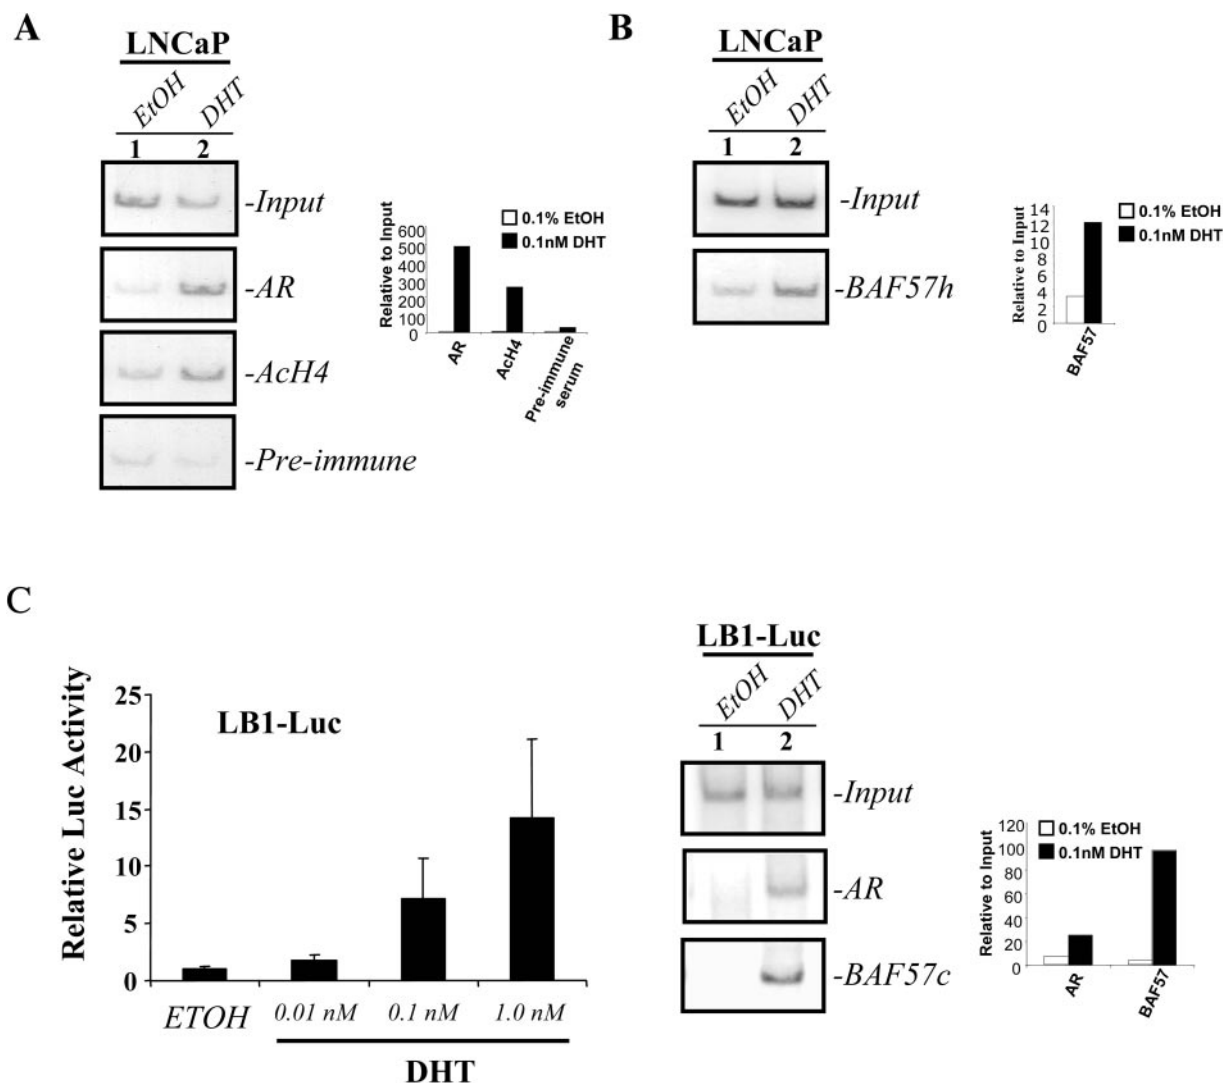 A
LNCaP
EtOH DHT
1 2
-Input
-AR
-AcH4
-Pre-immune
Relative to Input
0.1% EtOH
0.1nM DHT
600
500
400
300
200
100
0
AR AcH4 Pre-immune serum
B
LNCaP
EtOH DHT
1 2
-Input
-BAF57h
Relative to Input
0.1% EtOH
0.1nM DHT
14
12
10
8
6
4
2
0
BAF57
C
Relative Luc Activity
LB1-Luc
25
20
15
10
5
0
ETOH 0.01 nM 0.1 nM 1.0 nM
DHT
LB1-Luc
EtOH DHT
1 2
-Input
-AR
-BAF57c
Relative to Input
0.1% EtOH
0.1nM DHT
120
100
80
60
40
20
0
AR BAF57